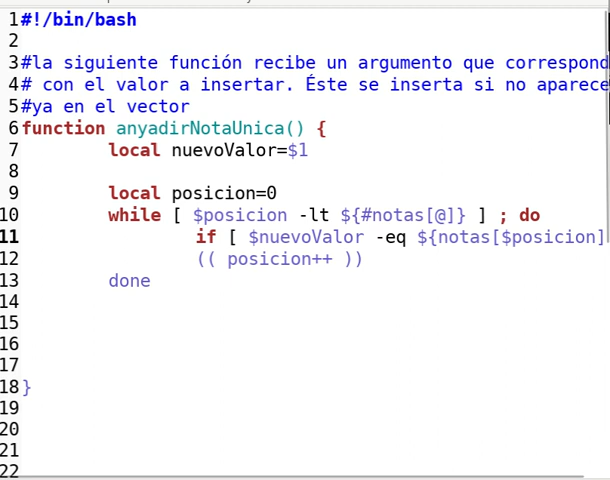 1#!/bin/bash
2
3#la siguiente función recibe un argumento que correspond
4# con el valor a insertar. Éste se inserta si no aparece
5#ya en el vector
6function anyadirNotaUnica() {
7 local nuevoValor=$1
8
9 local posicion=0
10 while [ $posicion -lt ${#notas[@]} ] ; do
11 if [ $nuevoValor -eq ${notas[$posicion]
12 (( posicion++ ))
13 done
14
15
16
17
18}
19
20
21
22